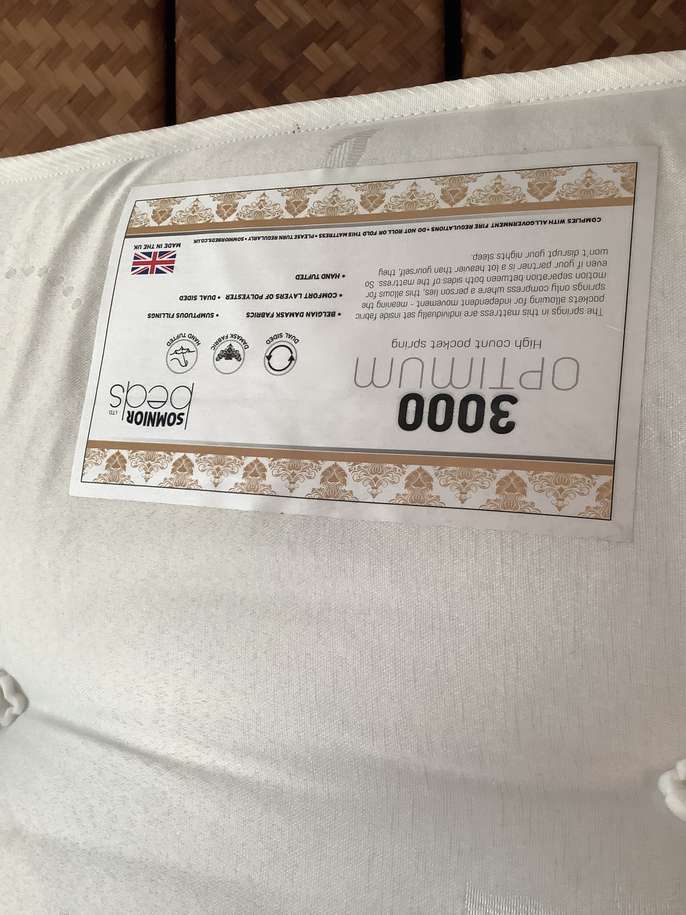 3000
OPTIMUM
High count pocket spring
The springs in this mattress are individually set inside fabric
pockets allowing for independent movement - meaning the
springs only compress where a person lies, this allows for
motion separation between both sides of the mattress. So
even if your partner is a lot heavier than yourself, they
won't disrupt your nights sleep.
SOMNIOR
beds LTD
DUAL SIDED
DAMASK FABRIC
HAND TUFTED
• BELGIAN DAMASK FABRICS • SUMPTUOUS FILLINGS
• COMFORT LAYERS OF POLYESTER • DUAL SIDED
• HAND TUFTED
MADE IN THE UK
COMPLIES WITH ALL GOVERNMENT FIRE REGULATIONS • DO NOT ROLL OR FOLD THIS MATTRESS • PLEASE TURN REGULARLY • SOMNIORBEDS.CO.UK